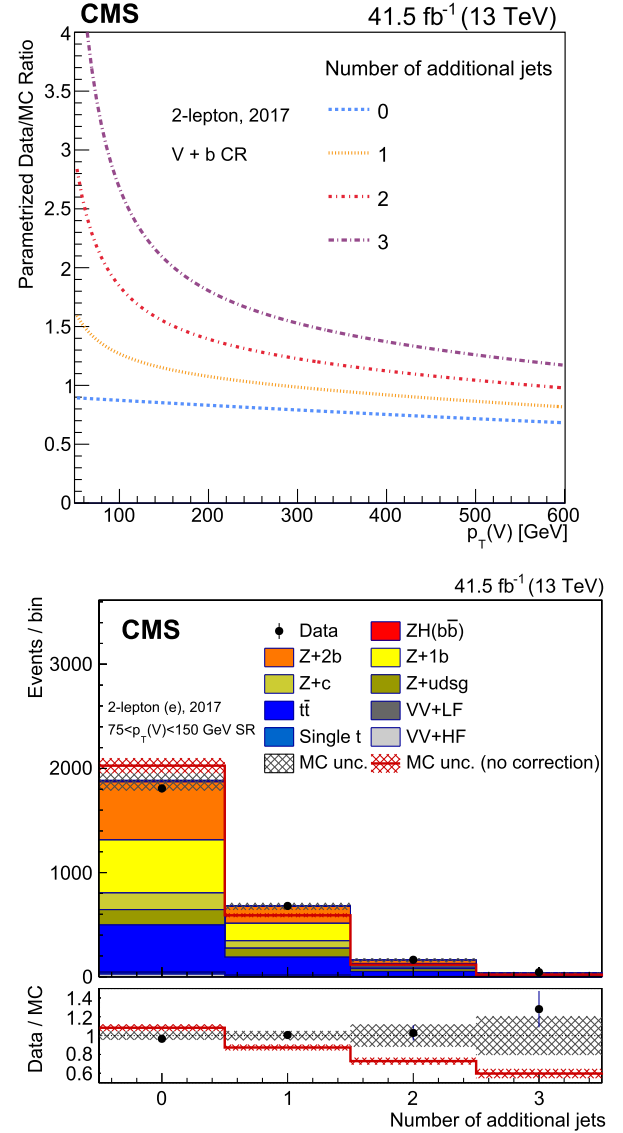 CMS 41.5 fb⁻¹ (13 TeV)
Parametrized Data/MC Ratio
4
3.5
3
2.5
2
1.5
1
0.5
0
Number of additional jets
0
1
2
3
2-lepton, 2017
V + b CR
100 200 300 400 500 600
p_T(V) [GeV]
41.5 fb⁻¹ (13 TeV)
Events / bin
3000
2000
1000
0
CMS
2-lepton (e), 2017
75<p_T(V)<150 GeV SR
Data ZH(bb̅)
Z+2b Z+1b
Z+c Z+udsg
tt̅ VV+LF
Single t VV+HF
MC unc. MC unc. (no correction)
Data / MC
1.4
1.2
1
0.8
0.6
0 1 2 3
Number of additional jets